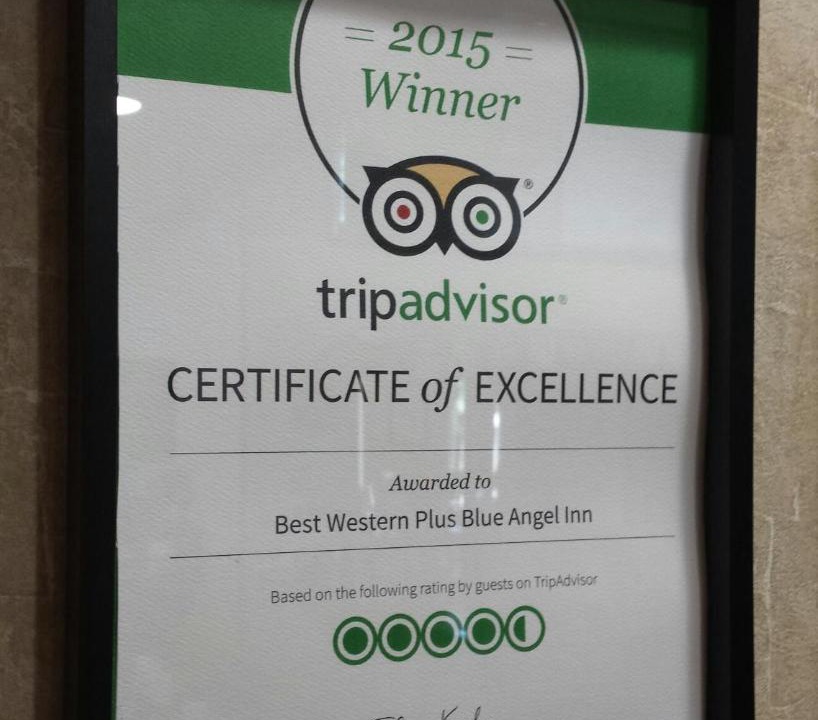 = 2015 =
Winner
®
tripadvisor®
CERTIFICATE of EXCELLENCE
Awarded to
Best Western Plus Blue Angel Inn
Based on the following rating by guests on TripAdvisor